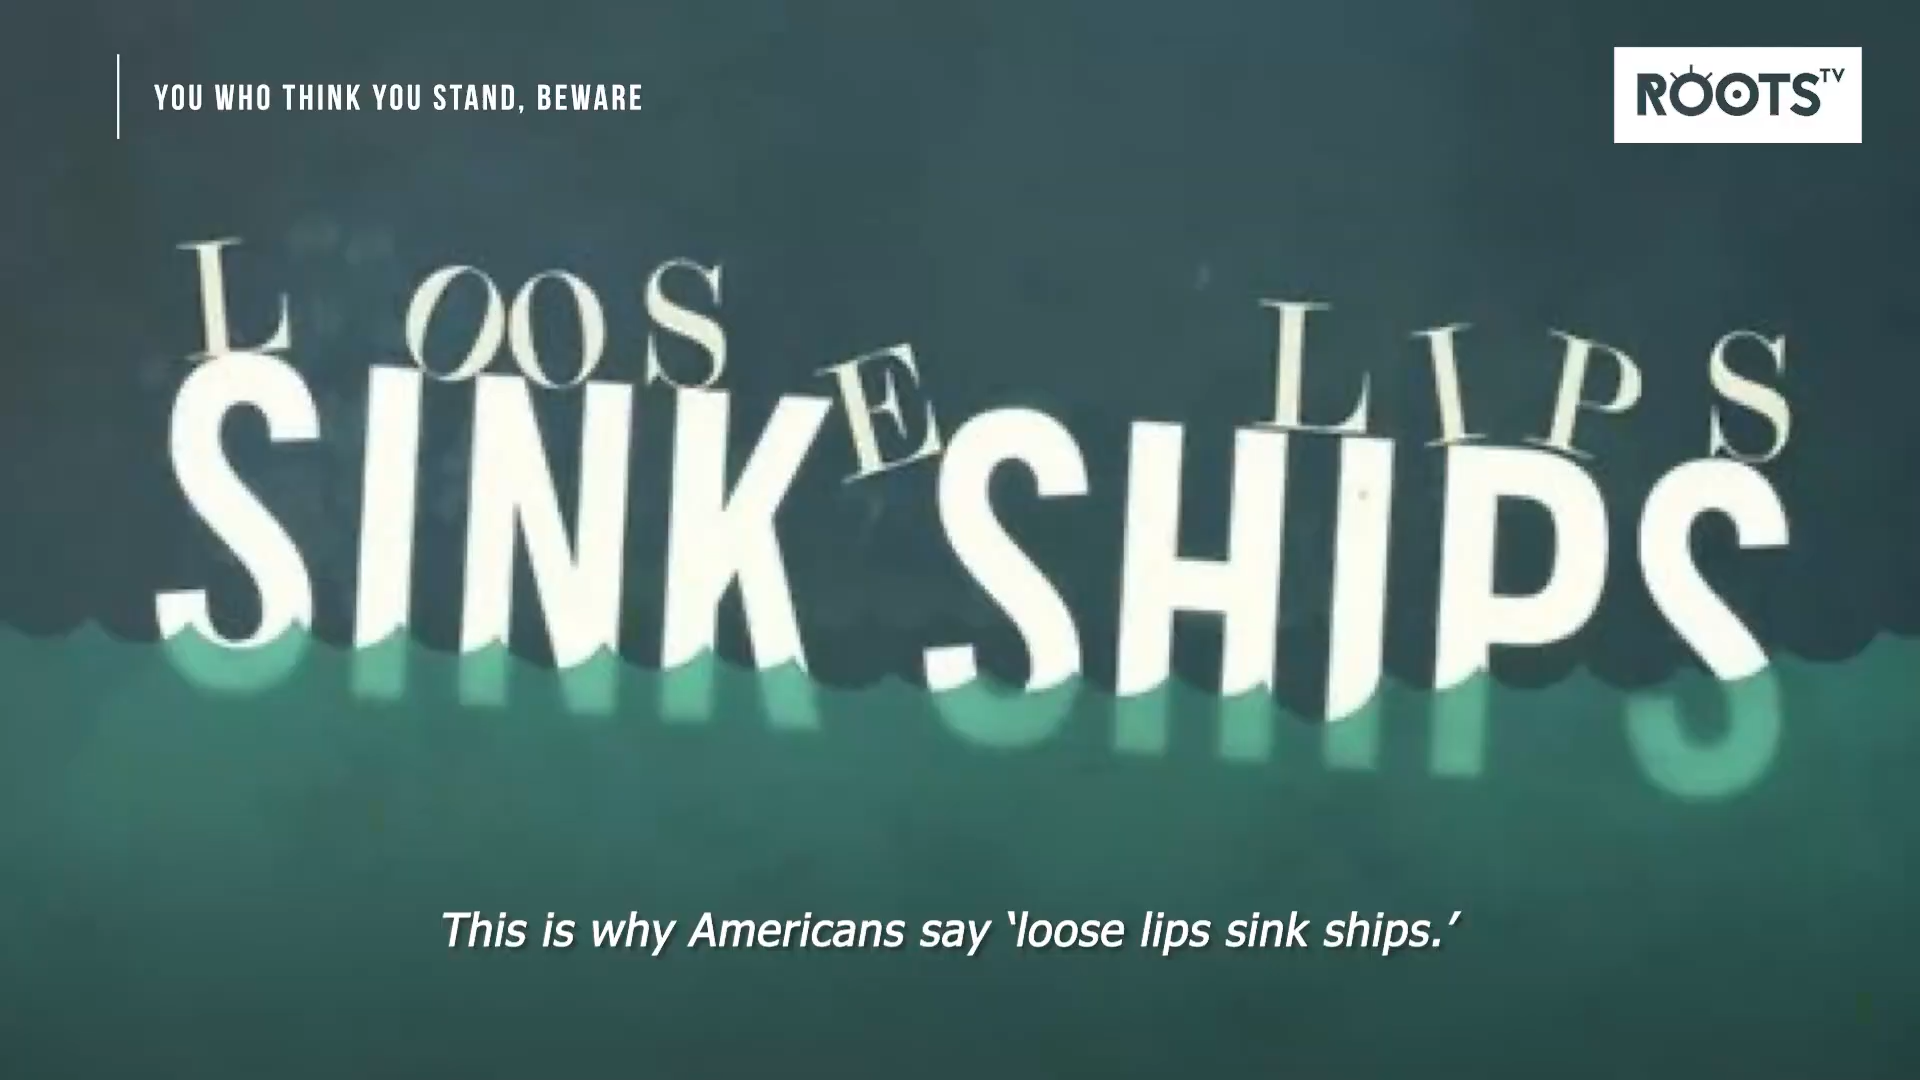 YOU WHO THINK YOU STAND, BEWARE
ROOTS TV
LOOSE LIPS
SINK SHIPS
This is why Americans say ‘loose lips sink ships.’